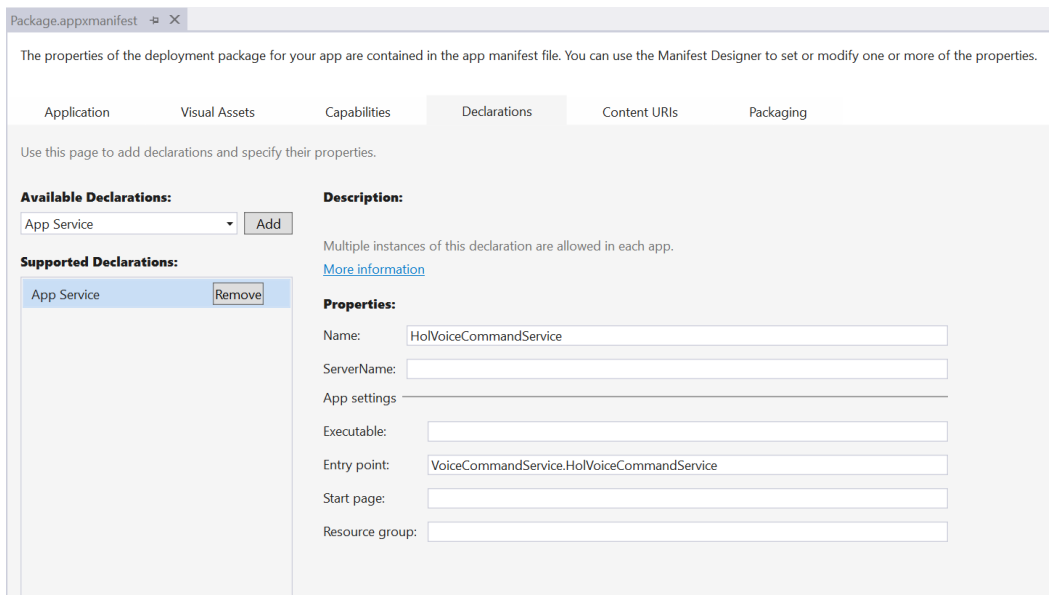 Package.appxmanifest
The properties of the deployment package for your app are contained in the app manifest file. You can use the Manifest Designer to set or modify one or more of the properties.
Application Visual Assets Capabilities Declarations Content URIs Packaging
Use this page to add declarations and specify their properties.
Available Declarations:
App Service Add
Supported Declarations:
App Service Remove
Description:
Multiple instances of this declaration are allowed in each app.
More information
Properties:
Name: HolVoiceCommandService
ServerName:
App settings
Executable:
Entry point: VoiceCommandService.HolVoiceCommandService
Start page:
Resource group: